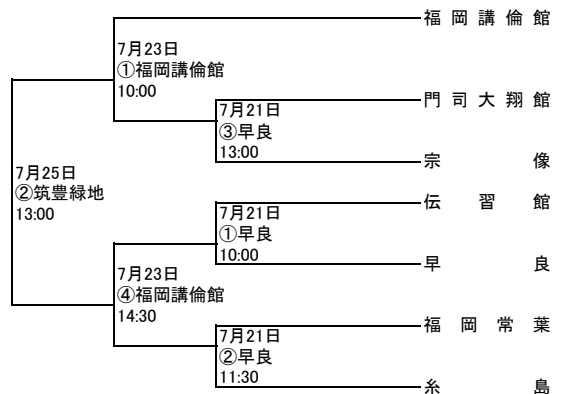 福岡講倫館
7月23日
①福岡講倫館
10:00
門司大翔館
7月21日
③早良
13:00
宗像
7月25日
②筑豊緑地
13:00
伝習館
7月21日
①早良
10:00
早良
7月23日
④福岡講倫館
14:30
福岡常葉
7月21日
②早良
11:30
糸島